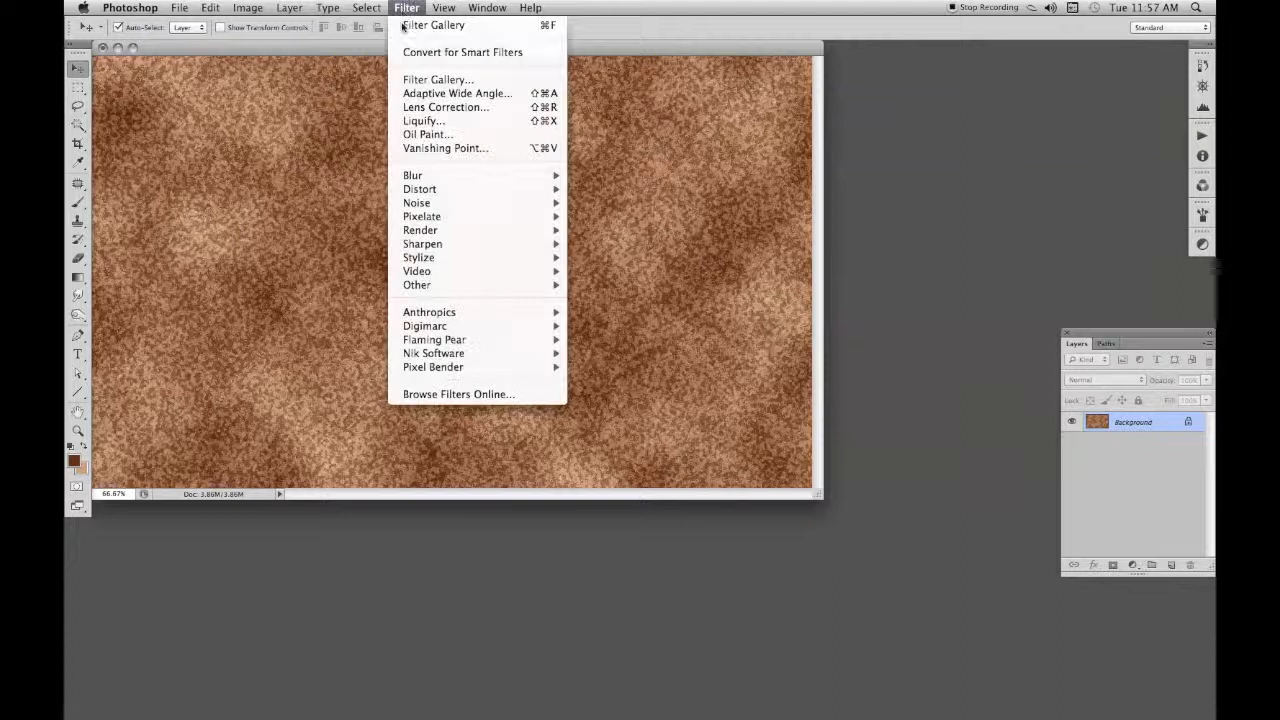 Photoshop File Edit Image Layer Type Select Filter View Window Help Stop Recording Tue 11:57 AM
Auto-Select: Layer Show Transform Controls Standard
Filter Gallery ⌘F
Convert for Smart Filters
Filter Gallery...
Adaptive Wide Angle... ⇧⌘A
Lens Correction... ⇧⌘R
Liquify... ⇧⌘X
Oil Paint...
Vanishing Point... ⌥⌘V
Blur
Distort
Noise
Pixelate
Render
Sharpen
Stylize
Video
Other
Anthropics
Digimarc
Flaming Pear
Nik Software
Pixel Bender
Browse Filters Online...
66.67% Doc: 3.86M/3.86M
Layers Paths
Kind
Normal Opacity: 100%
Lock: Fill: 100%
Background